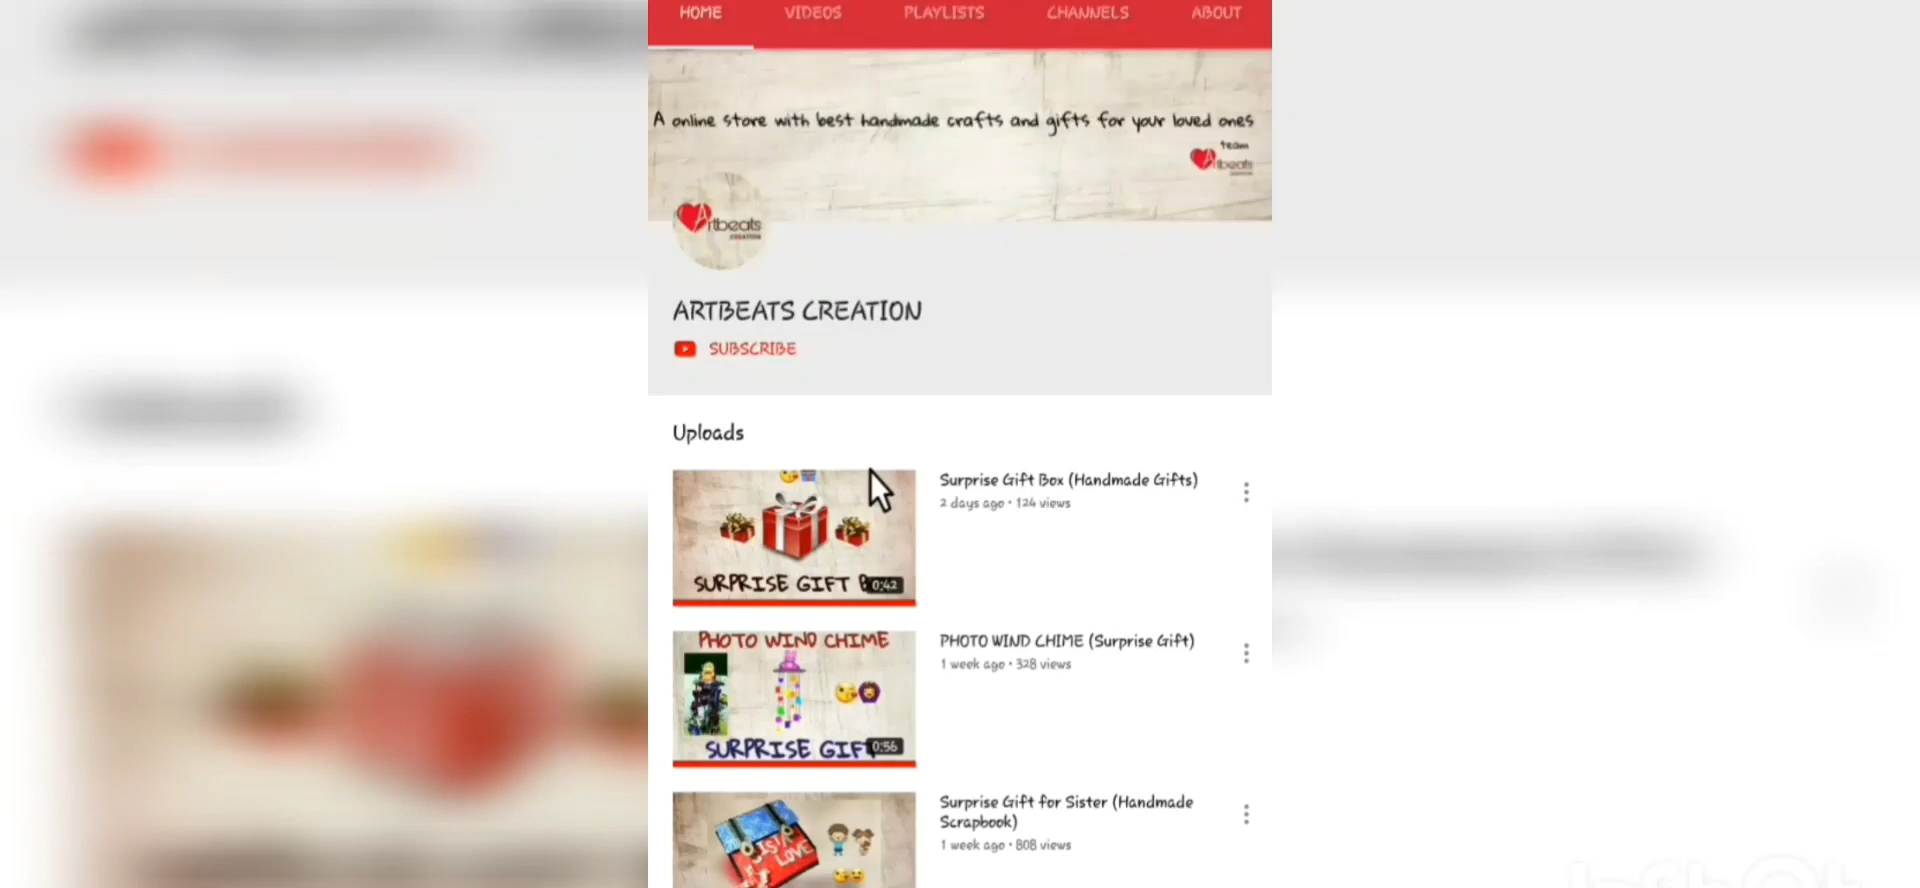 HOME VIDEOS PLAYLISTS CHANNELS ABOUT
A online store with best handmade crafts and gifts for your loved ones
team
Artbeats
Artbeats
CREATION
ARTBEATS CREATION
SUBSCRIBE
Uploads
SURPRISE GIFT
0:42
Surprise Gift Box (Handmade Gifts)
2 days ago • 124 views
PHOTO WIND CHIME
SURPRISE GIFT
0:56
PHOTO WIND CHIME (Surprise Gift)
1 week ago • 328 views
LOVE
Surprise Gift for Sister (Handmade
Scrapbook)
1 week ago • 808 views